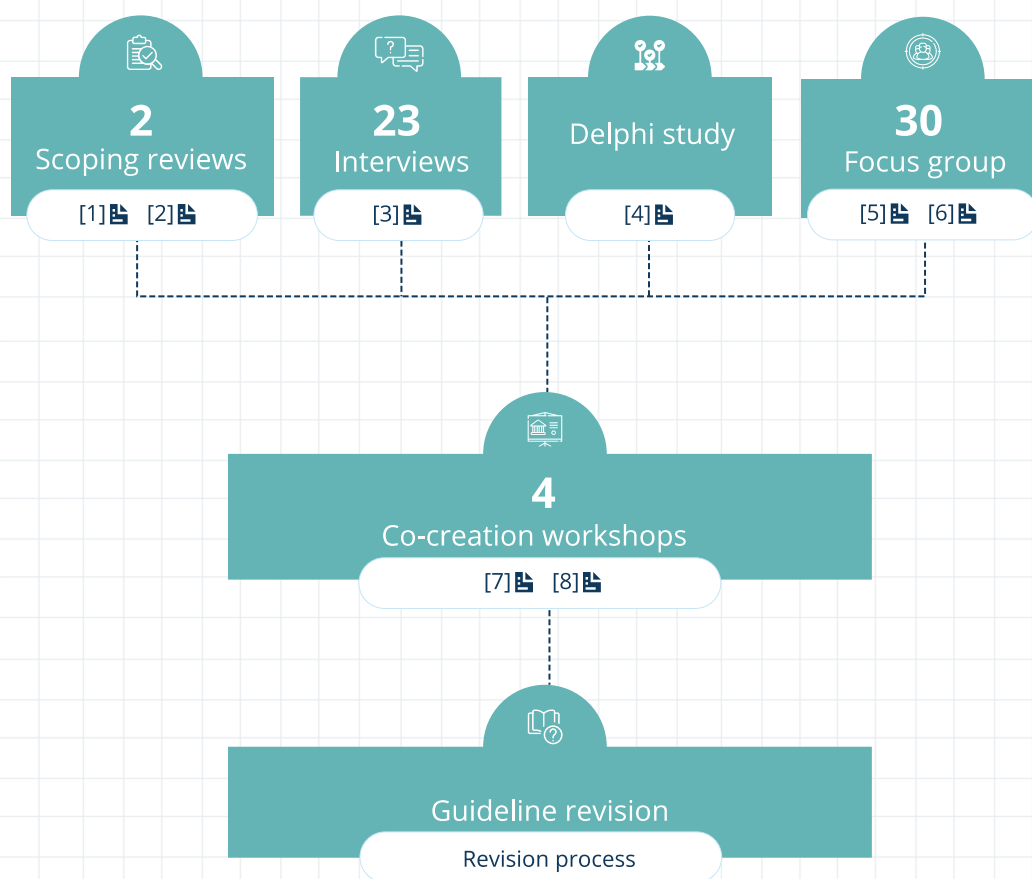 2
Scoping reviews
[1] [2]
23
Interviews
[3]
Delphi study
[4]
30
Focus group
[5] [6]
4
Co-creation workshops
[7] [8]
Guideline revision
Revision process